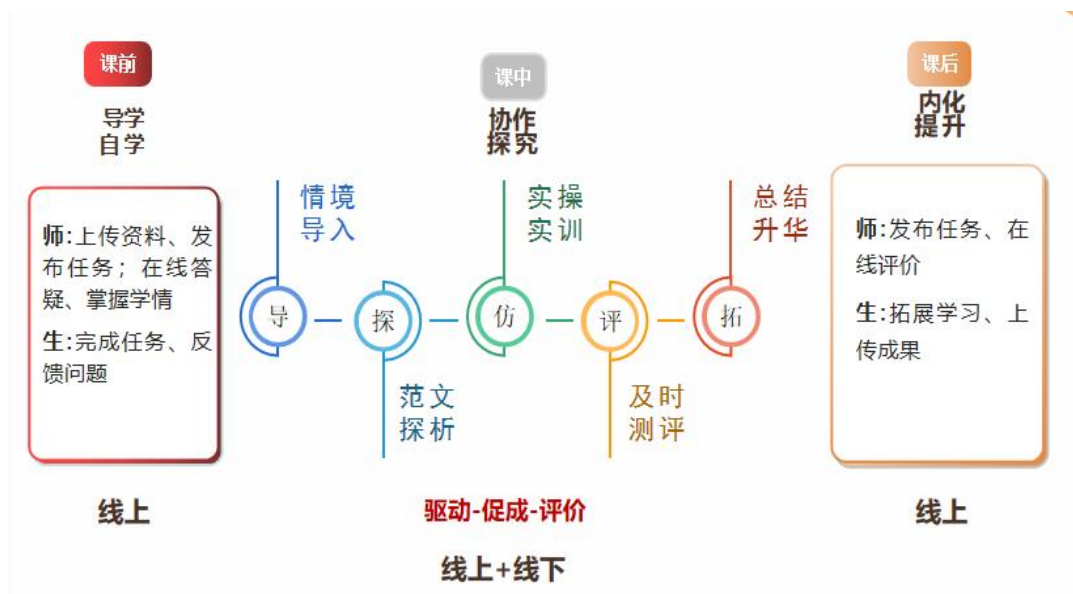 课前
导学
自学
师:上传资料、发
布任务；在线答
疑、掌握学情
生:完成任务、反
馈问题
线上
课中
协作
探究
情境
导入
实操
实训
总结
升华
导
探
仿
评
拓
范文
探析
及时
测评
驱动-促成-评价
线上+线下
课后
内化
提升
师:发布任务、在
线评价
生:拓展学习、上
传成果
线上